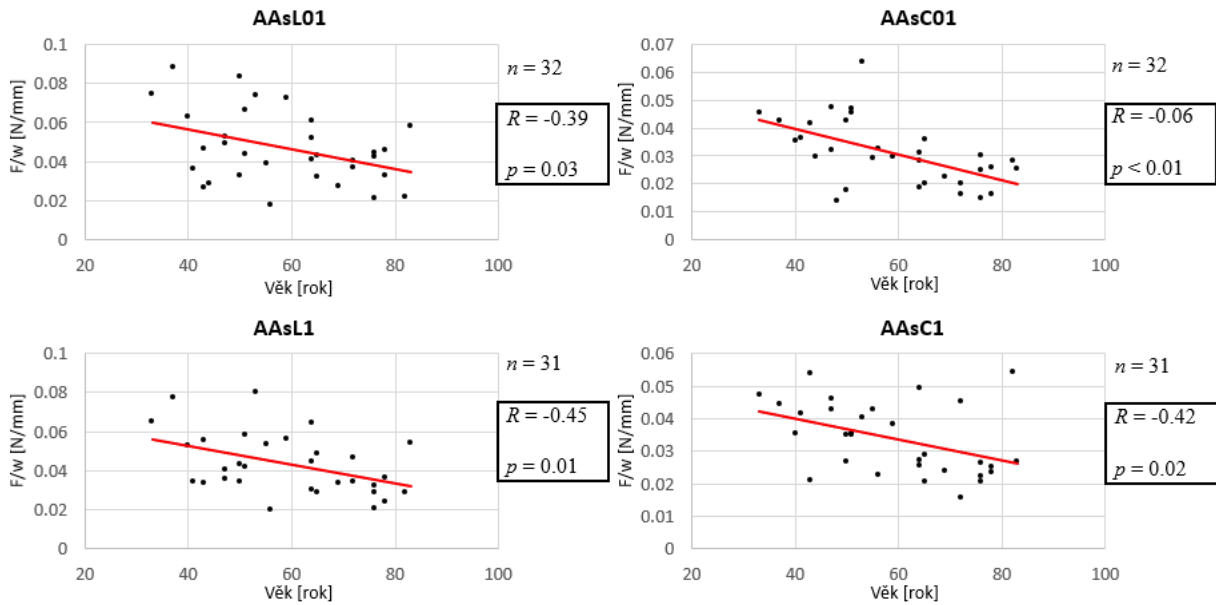 AAsL01
F/w [N/mm]
0.1
0.08
0.06
0.04
0.02
0
20 40 60 80 100
Věk [rok]
n = 32
R = -0.39
p = 0.03
AAsC01
F/w [N/mm]
0.07
0.06
0.05
0.04
0.03
0.02
0.01
0
20 40 60 80 100
Věk [rok]
n = 32
R = -0.06
p < 0.01
AAsL1
F/w [N/mm]
0.1
0.08
0.06
0.04
0.02
0
20 40 60 80 100
Věk [rok]
n = 31
R = -0.45
p = 0.01
AAsC1
F/w [N/mm]
0.06
0.05
0.04
0.03
0.02
0.01
0
20 40 60 80 100
Věk [rok]
n = 31
R = -0.42
p = 0.02